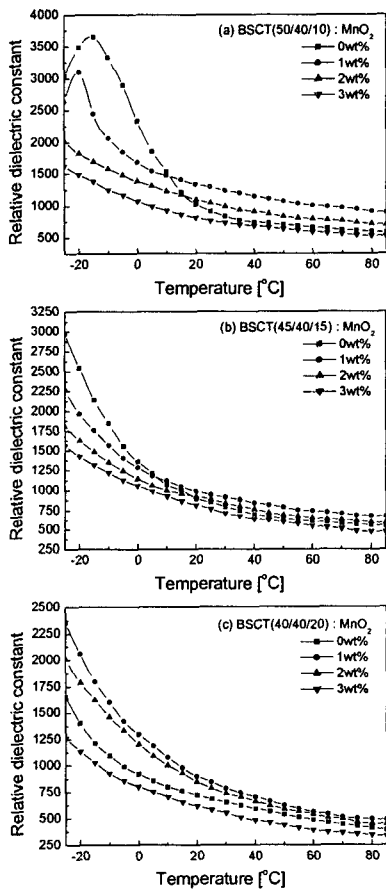 4000
(a) BSCT(50/40/10) : MnO₂
3500
0wt%
3000
1wt%
2wt%
2500
3wt%
2000
1500
1000
500
Relative dielectric constant
-20 0 20 40 60 80
Temperature [°C]
3250
(b) BSCT(45/40/15) : MnO₂
3000
0wt%
2750
1wt%
2500
2wt%
2250
3wt%
2000
1750
1500
1250
1000
750
500
250
Relative dielectric constant
-20 0 20 40 60 80
Temperature [°C]
2500
(c) BSCT(40/40/20) : MnO₂
2250
0wt%
2000
1wt%
2wt%
1750
3wt%
1500
1250
1000
750
500
250
Relative dielectric constant
-20 0 20 40 60 80
Temperature [°C]